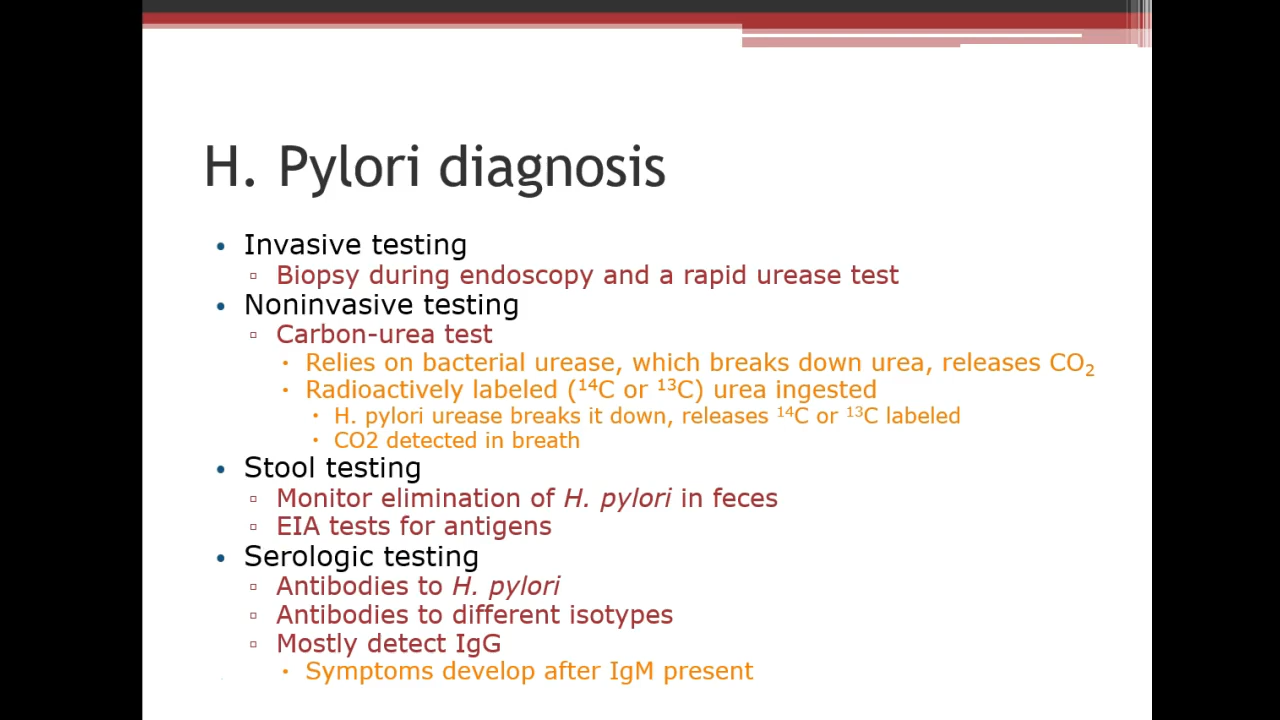 H. Pylori diagnosis
• Invasive testing
▫ Biopsy during endoscopy and a rapid urease test
• Noninvasive testing
▫ Carbon-urea test
• Relies on bacterial urease, which breaks down urea, releases CO₂
• Radioactively labeled (¹⁴C or ¹³C) urea ingested
• H. pylori urease breaks it down, releases ¹⁴C or ¹³C labeled
• CO2 detected in breath
• Stool testing
▫ Monitor elimination of H. pylori in feces
▫ EIA tests for antigens
• Serologic testing
▫ Antibodies to H. pylori
▫ Antibodies to different isotypes
▫ Mostly detect IgG
• Symptoms develop after IgM present